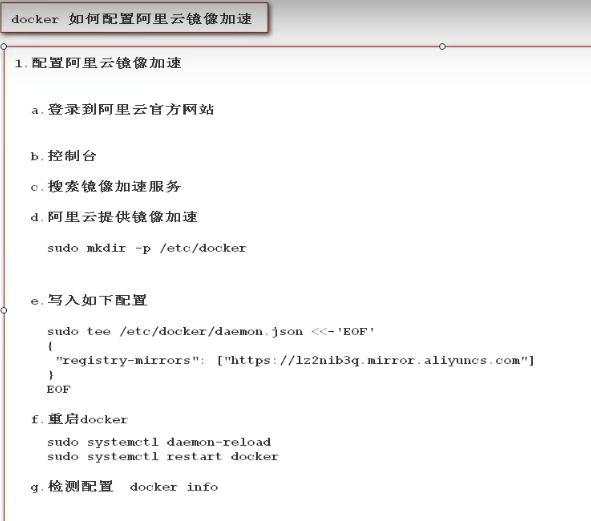 docker 如何配置阿里云镜像加速
1.配置阿里云镜像加速
a.登录到阿里云官方网站
b.控制台
c.搜索镜像加速服务
d.阿里云提供镜像加速
sudo mkdir -p /etc/docker
e.写入如下配置
sudo tee /etc/docker/daemon.json <<-'EOF'
{
"registry-mirrors": ["https://lz2nib3q.mirror.aliyuncs.com"]
}
EOF
f.重启docker
sudo systemctl daemon-reload
sudo systemctl restart docker
g.检测配置 docker info